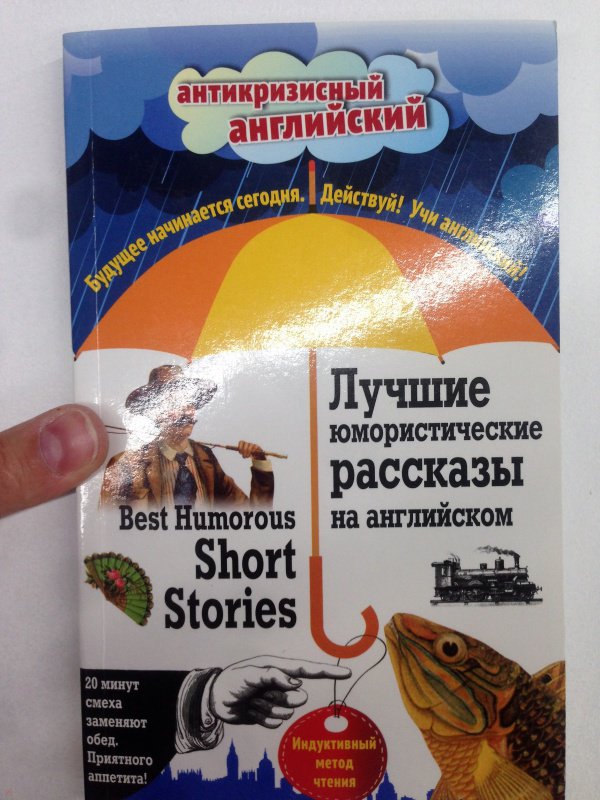 антикризисный
английский
Будущее начинается сегодня. Действуй! Учи английский!
Лучшие
юмористические
рассказы
на английском
Best Humorous
Short
Stories
20 минут
смеха
заменяют
обед.
Приятного
аппетита!
Индуктивный
метод
чтения